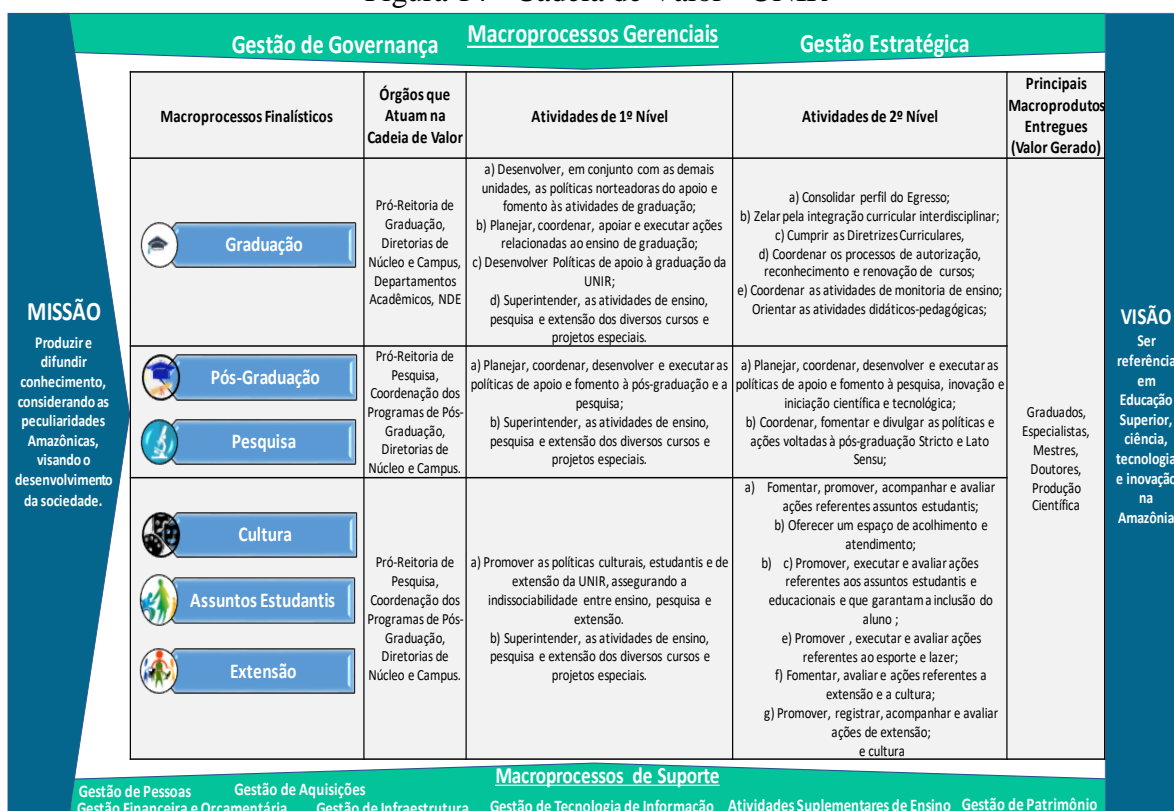 Macroprocessos Gerenciais
Gestão de Governança
Gestão Estratégica
MISSÃO
Produzir e
difundir
conhecimento,
considerando as
peculiaridades
Amazônicas,
visando o
desenvolvimento
da sociedade.
Macroprocessos Finalísticos
Órgãos que
Atuam na
Cadeia de Valor
Atividades de 1º Nível
Atividades de 2º Nível
Principais
Macroprodutos
Entregues
(Valor Gerado)
Graduação
Pró-Reitoria de
Graduação,
Diretorias de
Núcleo e Campus,
Departamentos
Acadêmicos, NDE
a) Desenvolver, em conjunto com as demais
unidades, as políticas norteadoras do apoio e
fomento às atividades de graduação;
b) Planejar, coordenar, apoiar e executar ações
relacionadas ao ensino de graduação;
c) Desenvolver Políticas de apoio à graduação da
UNIR;
d) Superintender, as atividades de ensino,
pesquisa e extensão dos diversos cursos e
projetos especiais.
a) Consolidar perfil do Egresso;
b) Zelar pela integração curricular interdisciplinar;
c) Cumprir as Diretrizes Curriculares,
d) Coordenar os processos de autorização,
reconhecimento e renovação de cursos;
e) Coordenar as atividades de monitoria de ensino;
Orientar as atividades didáticos-pedagógicas;
Pós-Graduação
Pesquisa
Pró-Reitoria de
Pesquisa,
Coordenação dos
Programas de Pós-
Graduação,
Diretorias de
Núcleo e Campus.
a) Planejar, coordenar, desenvolver e executar as
políticas de apoio e fomento à pós-graduação e a
pesquisa;
b) Superintender, as atividades de ensino,
pesquisa e extensão dos diversos cursos e
projetos especiais.
a) Planejar, coordenar, desenvolver e executar as
políticas de apoio e fomento à pesquisa, inovação e
iniciação científica e tecnológica;
b) Coordenar, fomentar e divulgar as políticas e
ações voltadas à pós-graduação Stricto e Lato
Sensu;
Cultura
Assuntos Estudantis
Extensão
Pró-Reitoria de
Pesquisa,
Coordenação dos
Programas de Pós-
Graduação,
Diretorias de
Núcleo e Campus.
a) Promover as políticas culturais, estudantis e de
extensão da UNIR, assegurando a
indissociabilidade entre ensino, pesquisa e
extensão.
b) Superintender, as atividades de ensino,
pesquisa e extensão dos diversos cursos e
projetos especiais.
a) Fomentar, promover, acompanhar e avaliar
ações referentes assuntos estudantis;
b) Oferecer um espaço de acolhimento e
atendimento;
b) c) Promover, executar e avaliar ações
referentes aos assuntos estudantis e
educacionais e que garantam a inclusão do
aluno ;
e) Promover , executar e avaliar ações
referentes ao esporte e lazer;
f) Fomentar, avaliar e ações referentes a
extensão e a cultura;
g) Promover, registrar, acompanhar e avaliar
ações de extensão;
e cultura
Graduados,
Especialistas,
Mestres,
Doutores,
Produção
Científica
VISÃO
Ser
referência
em
Educação
Superior,
ciência,
tecnologia
e inovação
na
Amazônia
Macroprocessos de Suporte
Gestão de Pessoas
Gestão de Aquisições
Gestão Financeira e Orçamentária
Gestão de Infraestrutura
Gestão de Tecnologia de Informação
Atividades Suplementares de Ensino
Gestão de Patrimônio